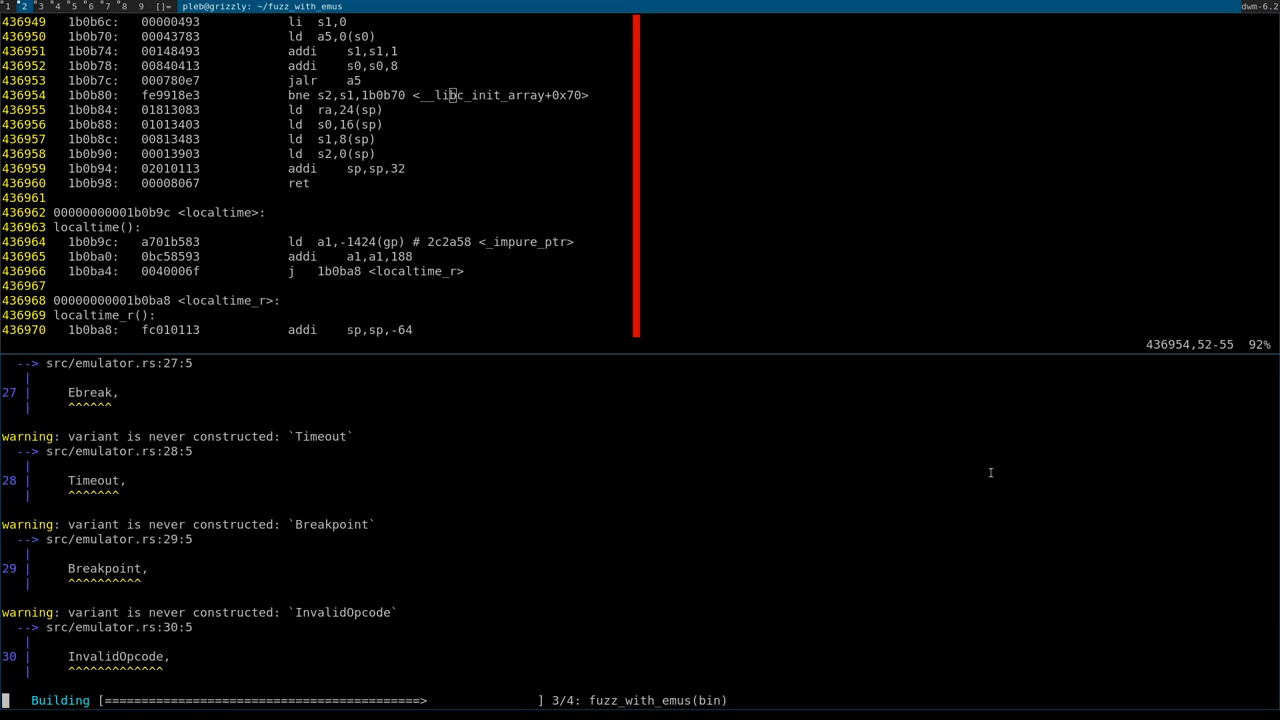 1 2 3 4 5 6 7 8 9 []= pleb@grizzly: ~/fuzz_with_emus dwm-6.2
436949 1b0b6c: 00000493 li s1,0
436950 1b0b70: 00043783 ld a5,0(s0)
436951 1b0b74: 00148493 addi s1,s1,1
436952 1b0b78: 00840413 addi s0,s0,8
436953 1b0b7c: 000780e7 jalr a5
436954 1b0b80: fe9918e3 bne s2,s1,1b0b70 <__libc_init_array+0x70>
436955 1b0b84: 01813083 ld ra,24(sp)
436956 1b0b88: 01013403 ld s0,16(sp)
436957 1b0b8c: 00813483 ld s1,8(sp)
436958 1b0b90: 00013903 ld s2,0(sp)
436959 1b0b94: 02010113 addi sp,sp,32
436960 1b0b98: 00008067 ret
436961
436962 00000000001b0b9c <localtime>:
436963 localtime():
436964 1b0b9c: a701b583 ld a1,-1424(gp) # 2c2a58 <_impure_ptr>
436965 1b0ba0: 0bc58593 addi a1,a1,188
436966 1b0ba4: 0040006f j 1b0ba8 <localtime_r>
436967
436968 00000000001b0ba8 <localtime_r>:
436969 localtime_r():
436970 1b0ba8: fc010113 addi sp,sp,-64
436954,52-55 92%
--> src/emulator.rs:27:5
|
27 | Ebreak,
| ^^^^^^
warning: variant is never constructed: `Timeout`
--> src/emulator.rs:28:5
|
28 | Timeout,
| ^^^^^^^
warning: variant is never constructed: `Breakpoint`
--> src/emulator.rs:29:5
|
29 | Breakpoint,
| ^^^^^^^^^^
warning: variant is never constructed: `InvalidOpcode`
--> src/emulator.rs:30:5
|
30 | InvalidOpcode,
| ^^^^^^^^^^^^^
Building [===========================================> ] 3/4: fuzz_with_emus(bin)